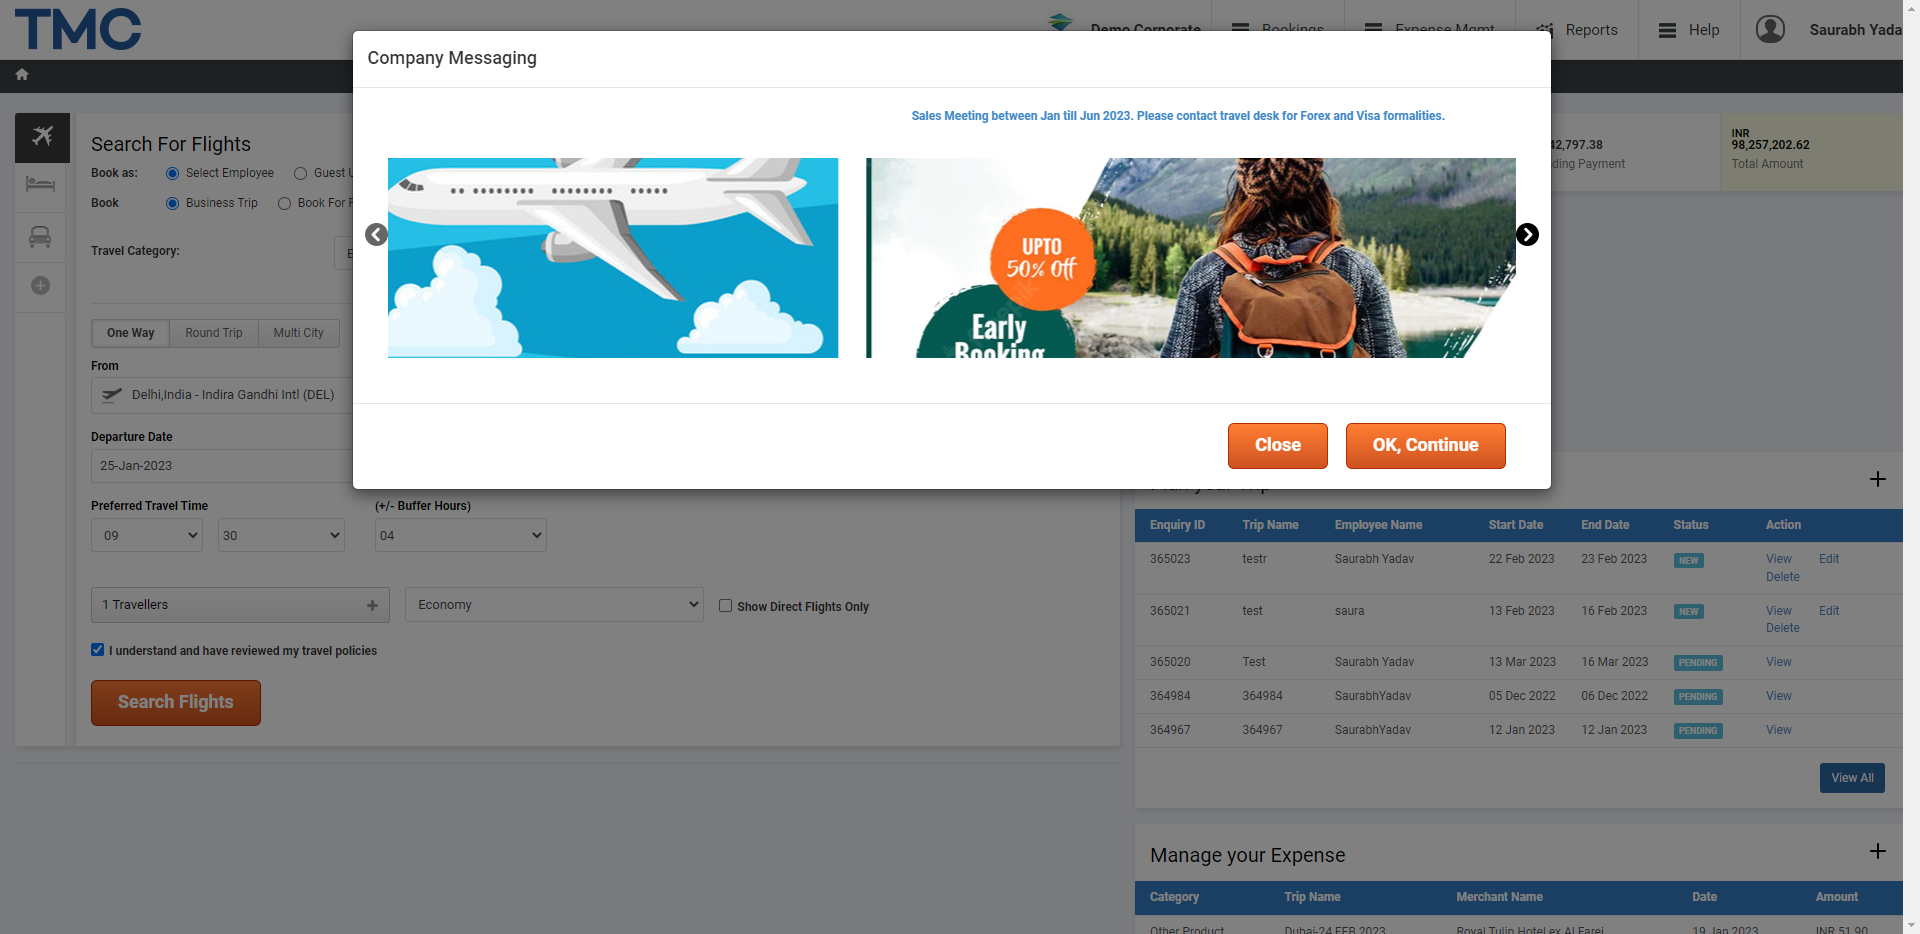 TMC
Demo Corporate
Bookings
Expense Mgmt
Reports
Help
Saurabh Yada
Company Messaging
Sales Meeting between Jan till Jun 2023. Please contact travel desk for Forex and Visa formalities.
UPTO
50% Off
Early
Booking
Close
OK, Continue
Search For Flights
Book as:
Select Employee
Guest
Book
Business Trip
Book For
Travel Category:
One Way
Round Trip
Multi City
From
Delhi,India - Indira Gandhi Intl (DEL)
Departure Date
25-Jan-2023
Preferred Travel Time
(+/- Buffer Hours)
09
30
04
1 Travellers
Economy
Show Direct Flights Only
I understand and have reviewed my travel policies
Search Flights
42,797.38
ding Payment
INR
98,257,202.62
Total Amount
Enquiry ID Trip Name Employee Name Start Date End Date Status Action
365023 testr Saurabh Yadav 22 Feb 2023 23 Feb 2023 NEW View Edit
Delete
365021 test saura 13 Feb 2023 16 Feb 2023 NEW View Edit
Delete
365020 Test Saurabh Yadav 13 Mar 2023 16 Mar 2023 PENDING View
364984 364984 SaurabhYadav 05 Dec 2022 06 Dec 2022 PENDING View
364967 364967 SaurabhYadav 12 Jan 2023 12 Jan 2023 PENDING View
View All
Manage your Expense
Category Trip Name Merchant Name Date Amount
Other Product Dubai-24 FEB 2023 Royal Tulip Hotel ex Al Farej 19 Jan 2023 INR 51.90